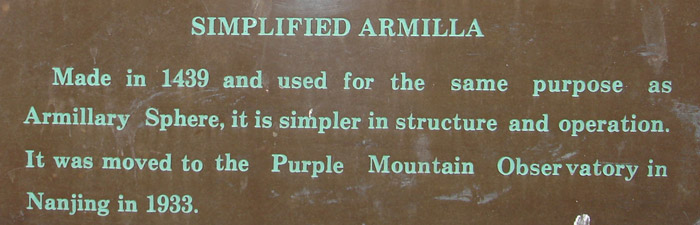 SIMPLIFIED ARMILLA
Made in 1439 and used for the same purpose as
Armillary Sphere, it is simpler in structure and operation.
It was moved to the Purple Mountain Observatory in
Nanjing in 1933.